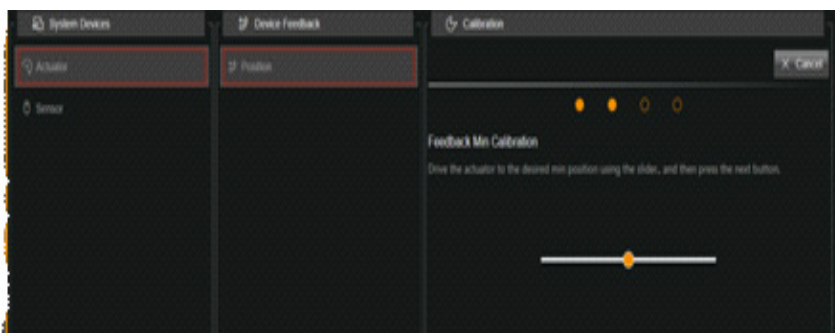 System Devices
Device Feedback
Calibration
Actuator
Position
X Cancel
Sensor
Feedback Min Calibration
Drive the actuator to the desired min position using the slider, and then press the next button.